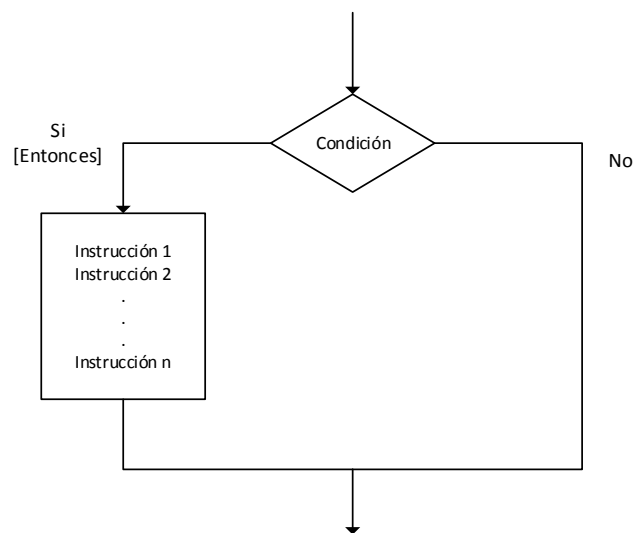 Condición
Si
[Entonces]
No
Instrucción 1
Instrucción 2
.
.
.
Instrucción n